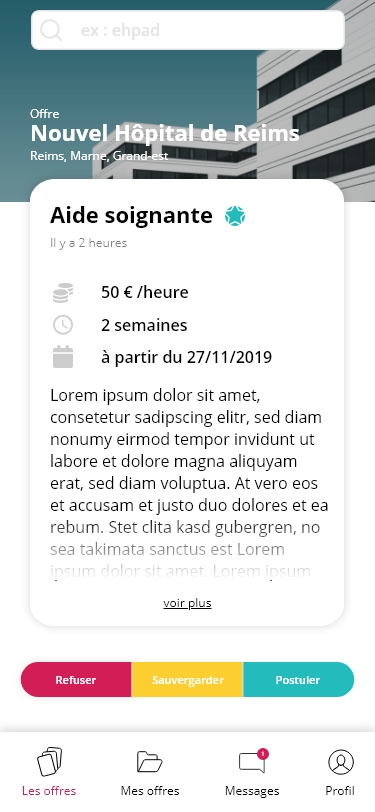 ex : ehpad
Offre
Nouvel Hôpital de Reims
Reims, Marne, Grand-est
Aide soignante
Il y a 2 heures
50 € /heure
2 semaines
à partir du 27/11/2019
Lorem ipsum dolor sit amet,
consetetur sadipscing elitr, sed diam
nonumy eirmod tempor invidunt ut
labore et dolore magna aliquyam
erat, sed diam voluptua. At vero eos
et accusam et justo duo dolores et ea
rebum. Stet clita kasd gubergren, no
sea takimata sanctus est Lorem
ipsum dolor sit amet. Lorem ipsum
voir plus
Refuser Sauvergarder Postuler
1
Les offres Mes offres Messages Profil